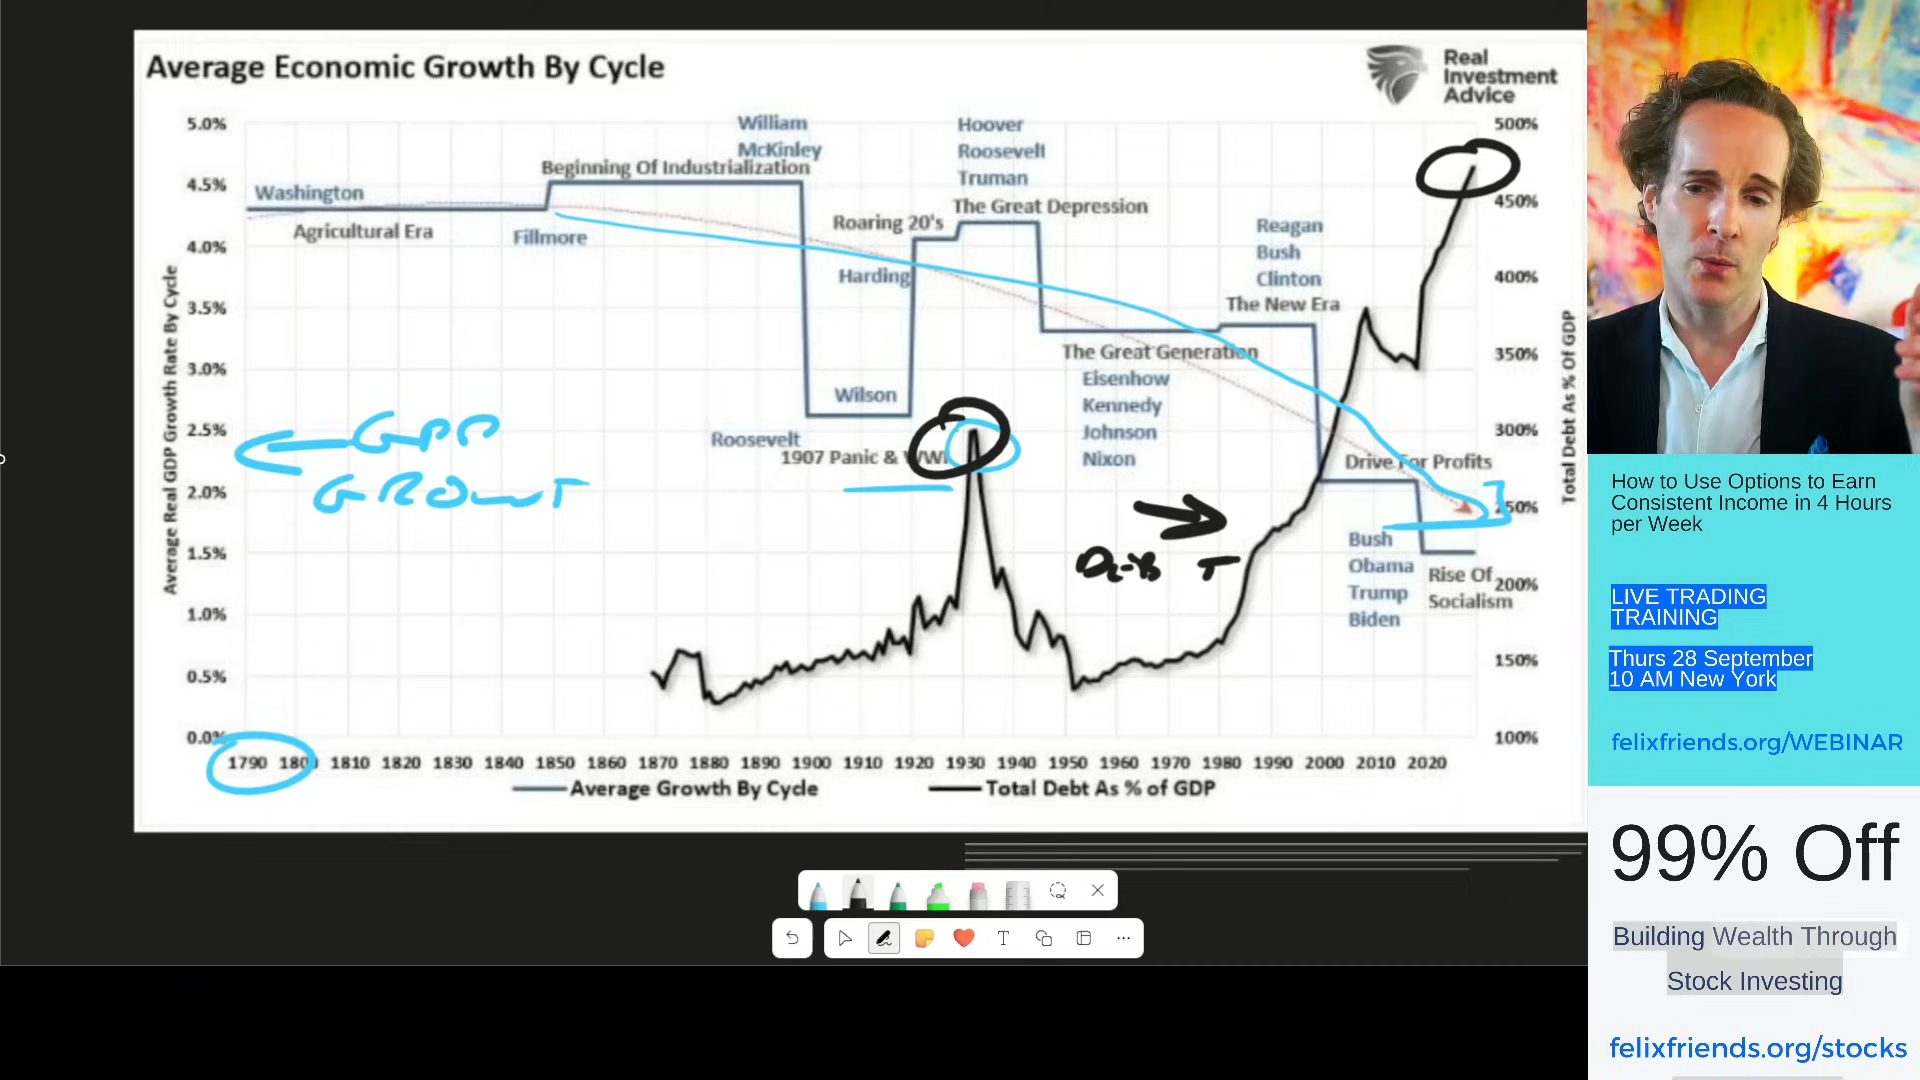 Average Economic Growth By Cycle
Real
Investment
Advice
5.0%
4.5%
4.0%
3.5%
3.0%
2.5%
2.0%
1.5%
1.0%
0.5%
0.0%
Average Real GDP Growth Rate By Cycle
500%
450%
400%
350%
300%
250%
200%
150%
100%
Total Debt As % Of GDP
Washington
Agricultural Era
Fillmore
Beginning Of Industrialization
William
McKinley
Roosevelt
1907 Panic &
Wilson
Harding
Roaring 20's
Hoover
Roosevelt
Truman
The Great Depression
The Great Generation
Eisenhow
Kennedy
Johnson
Nixon
Reagan
Bush
Clinton
The New Era
Drive For Profits
Bush
Obama
Trump
Biden
Rise Of
Socialism
GDP
1790 1800 1810 1820 1830 1840 1850 1860 1870 1880 1890 1900 1910 1920 1930 1940 1950 1960 1970 1980 1990 2000 2010 2020
Average Growth By Cycle
Total Debt As % of GDP
T
How to Use Options to Earn
Consistent Income in 4 Hours
per Week
LIVE TRADING
TRAINING
Thurs 28 September
10 AM New York
felixfriends.org/WEBINAR
99% Off
Building Wealth Through
Stock Investing
felixfriends.org/stocks